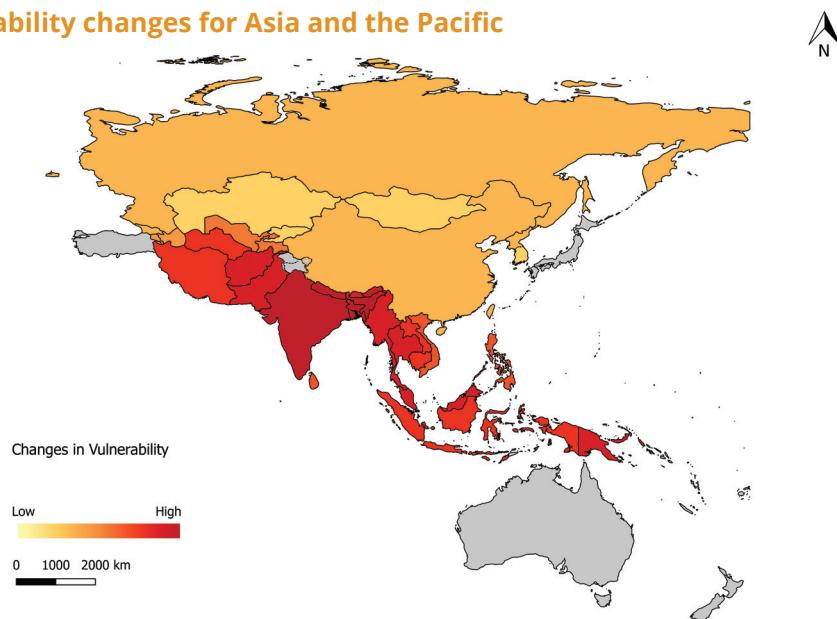 ability changes for Asia and the Pacific
N
Changes in Vulnerability
Low High
0 1000 2000 km